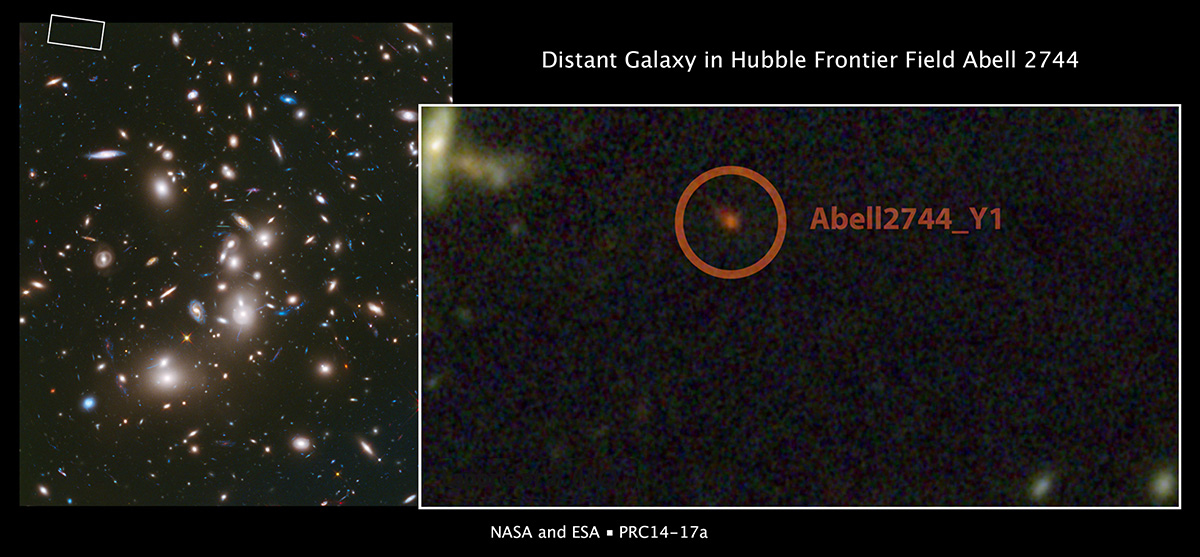 Distant Galaxy in Hubble Frontier Field Abell 2744
Abell2744_Y1
NASA and ESA ▪ PRC14-17a